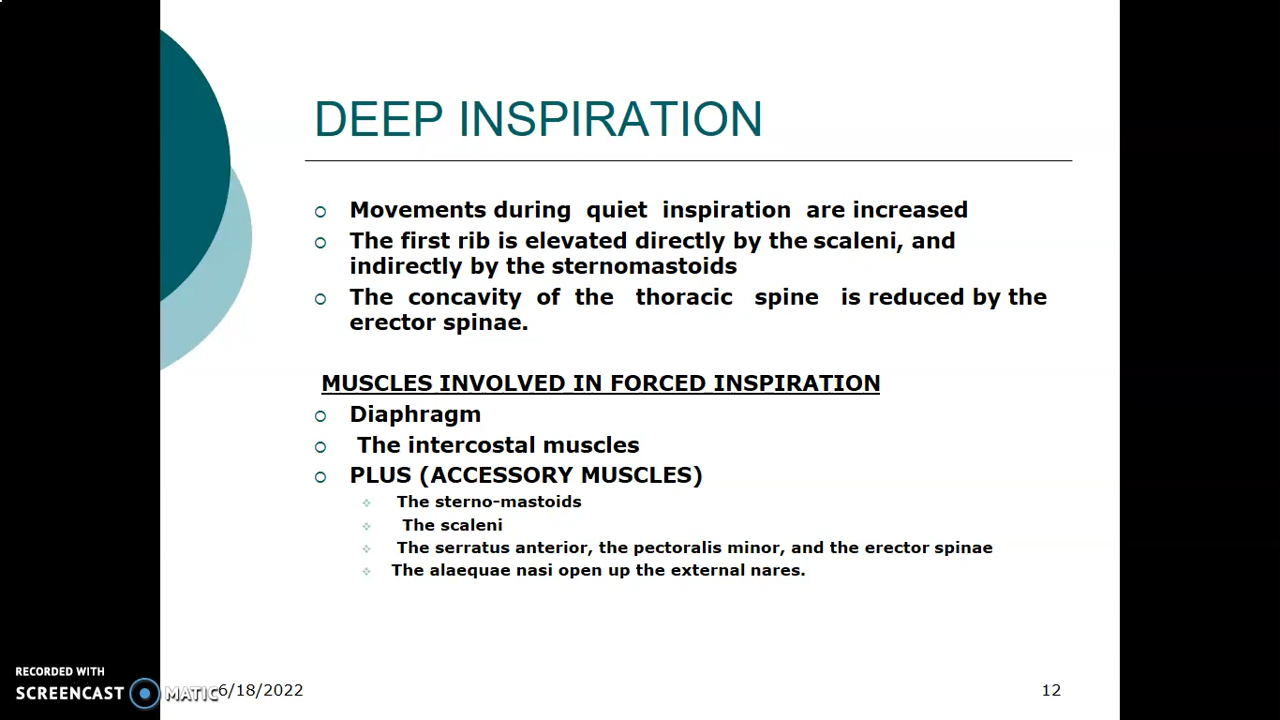 DEEP INSPIRATION
Movements during quiet inspiration are increased
The first rib is elevated directly by the scaleni, and
indirectly by the sternomastoids
The concavity of the thoracic spine is reduced by the
erector spinae.
MUSCLES INVOLVED IN FORCED INSPIRATION
Diaphragm
The intercostal muscles
PLUS (ACCESSORY MUSCLES)
The sterno-mastoids
The scaleni
The serratus anterior, the pectoralis minor, and the erector spinae
The alaequae nasi open up the external nares.
RECORDED WITH
SCREENCAST MATIC
6/18/2022
12